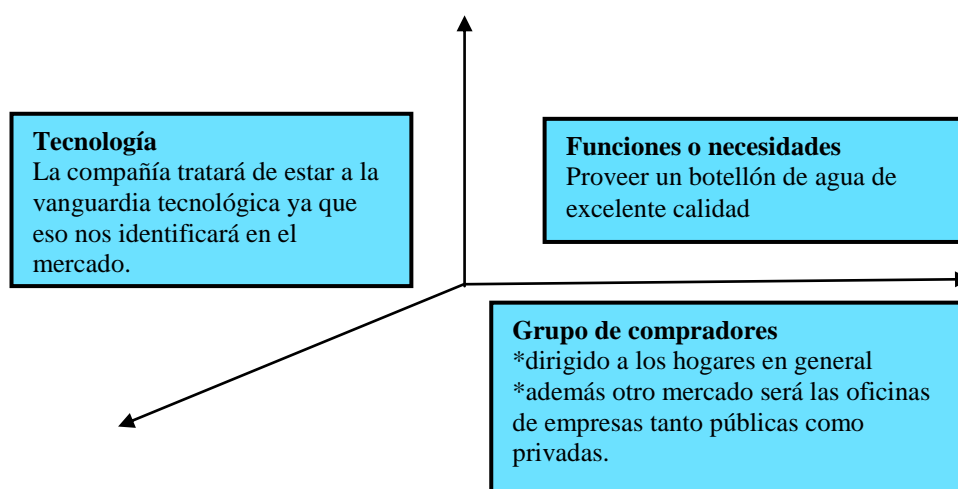 Tecnología
La compañía tratará de estar a la
vanguardia tecnológica ya que
eso nos identificará en el
mercado.
Funciones o necesidades
Proveer un botellón de agua de
excelente calidad
Grupo de compradores
*dirigido a los hogares en general
*además otro mercado será las oficinas
de empresas tanto públicas como
privadas.